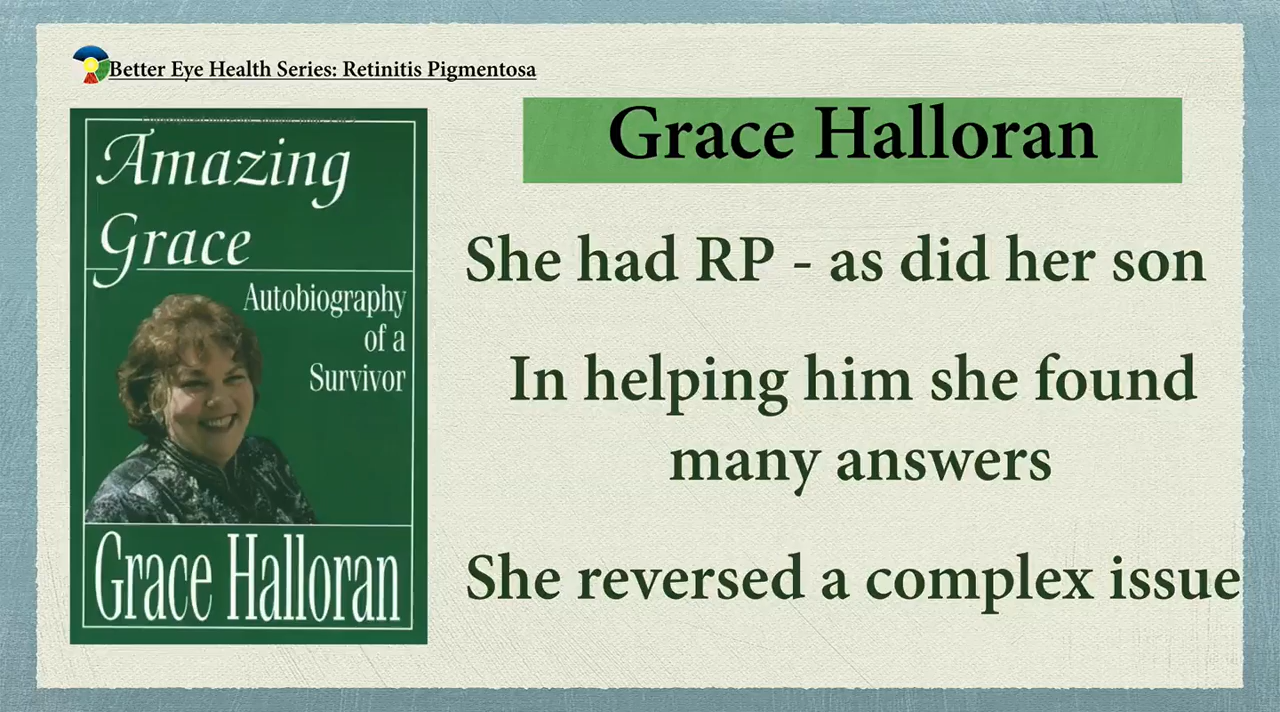 Better Eye Health Series: Retinitis Pigmentosa
Amazing
Grace
Autobiography
of a
Survivor
Grace Halloran
Grace Halloran
She had RP - as did her son
In helping him she found
many answers
She reversed a complex issue